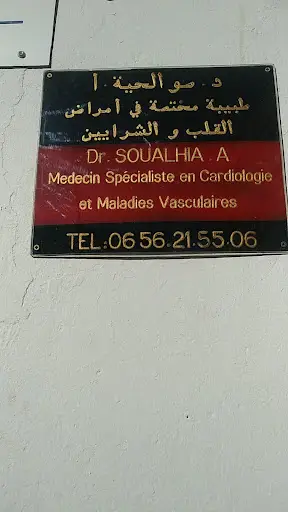 د. صوالحية أ
طبيبة مختصة في أمراض
القلب و الشرايين
Dr. SOUALHIA . A
Medecin Spécialiste en Cardiologie
et Maladies Vasculaires
TEL: 06 56.21.55.06